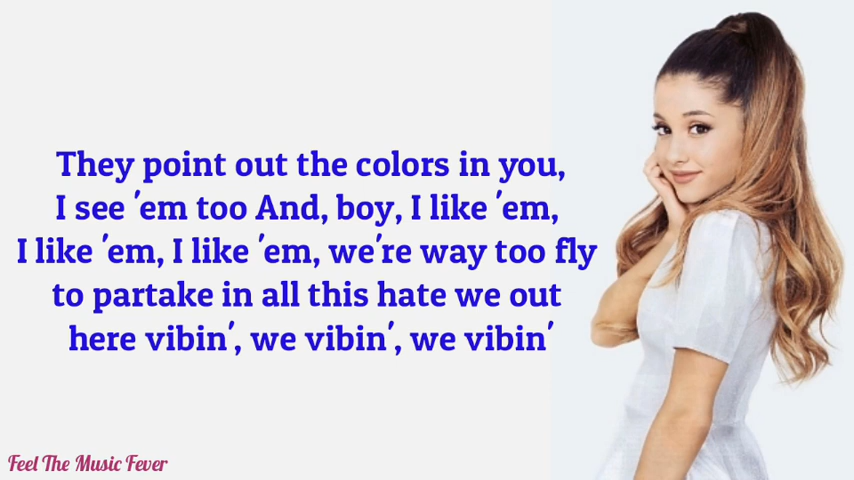 They point out the colors in you,
I see 'em too And, boy, I like 'em,
I like 'em, I like 'em, we're way too fly
to partake in all this hate we out
here vibin', we vibin', we vibin'
Feel The Music Fever